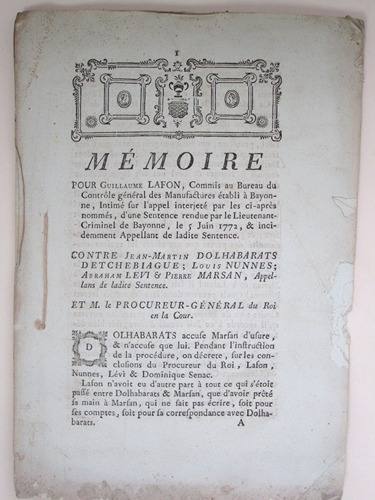 1
MÉMOIRE
POUR GUILLAUME LAFON, Commis au Bureau du
Contrôle général des Manufactures établi à Bayon-
ne, Intimé sur l'appel interjeté par les ci-après
nommés, d'une Sentence rendue par le Lieutenant-
Criminel de Bayonne, le 5 Juin 1772, & inci-
demment Appellant de ladite Sentence.
CONTRE JEAN-MARTIN DOLHABARATS
DETCHEBIAGUE; LOUIS NUNNES;
ABRAHAM LEVI & PIERRE MARSAN, Appel-
lans de ladite Sentence.
ET M. le PROCUREUR-GÉNÉRAL du Roi
en la Cour.
DOLHABARATS accuse Marsan d'usure,
& n'accuse que lui. Pendant l'instruction
de la procédure, on décrete, sur les con-
clusions du Procureur du Roi, Lafon,
Nunnes, Lévi & Dominique Senac.
Lafon n'avoit eu d'autre part à tout ce qui s'étoit
passé entre Dolhabarats & Marsan, que d'avoir prêté
sa main à Marsan, qui ne sait pas écrire, soit pour
ses comptes, soit pour sa correspondance avec Dolha-
barats.
A